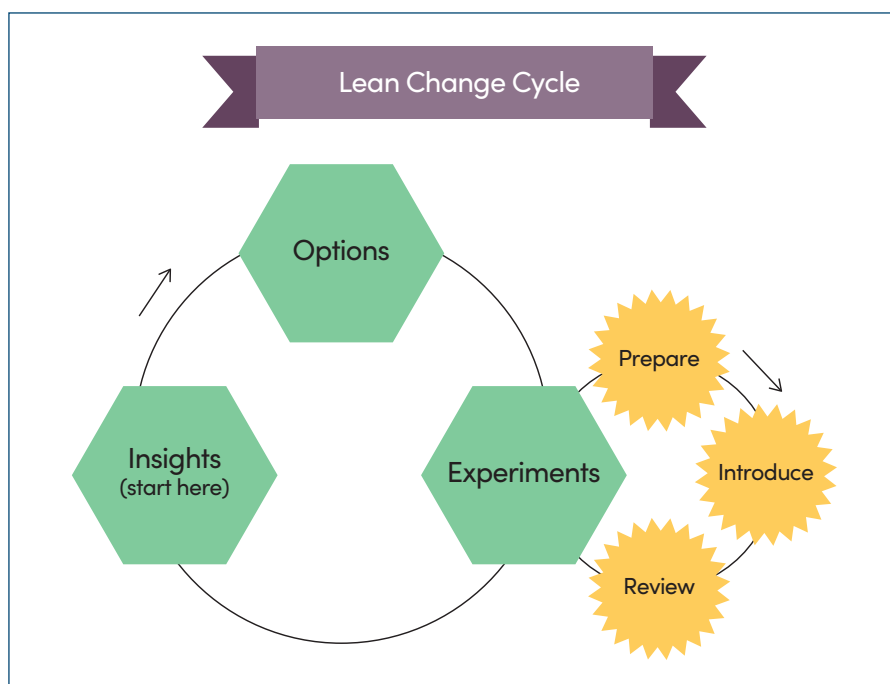 Lean Change Cycle
Options
Prepare
Insights
(start here)
Experiments
Introduce
Review